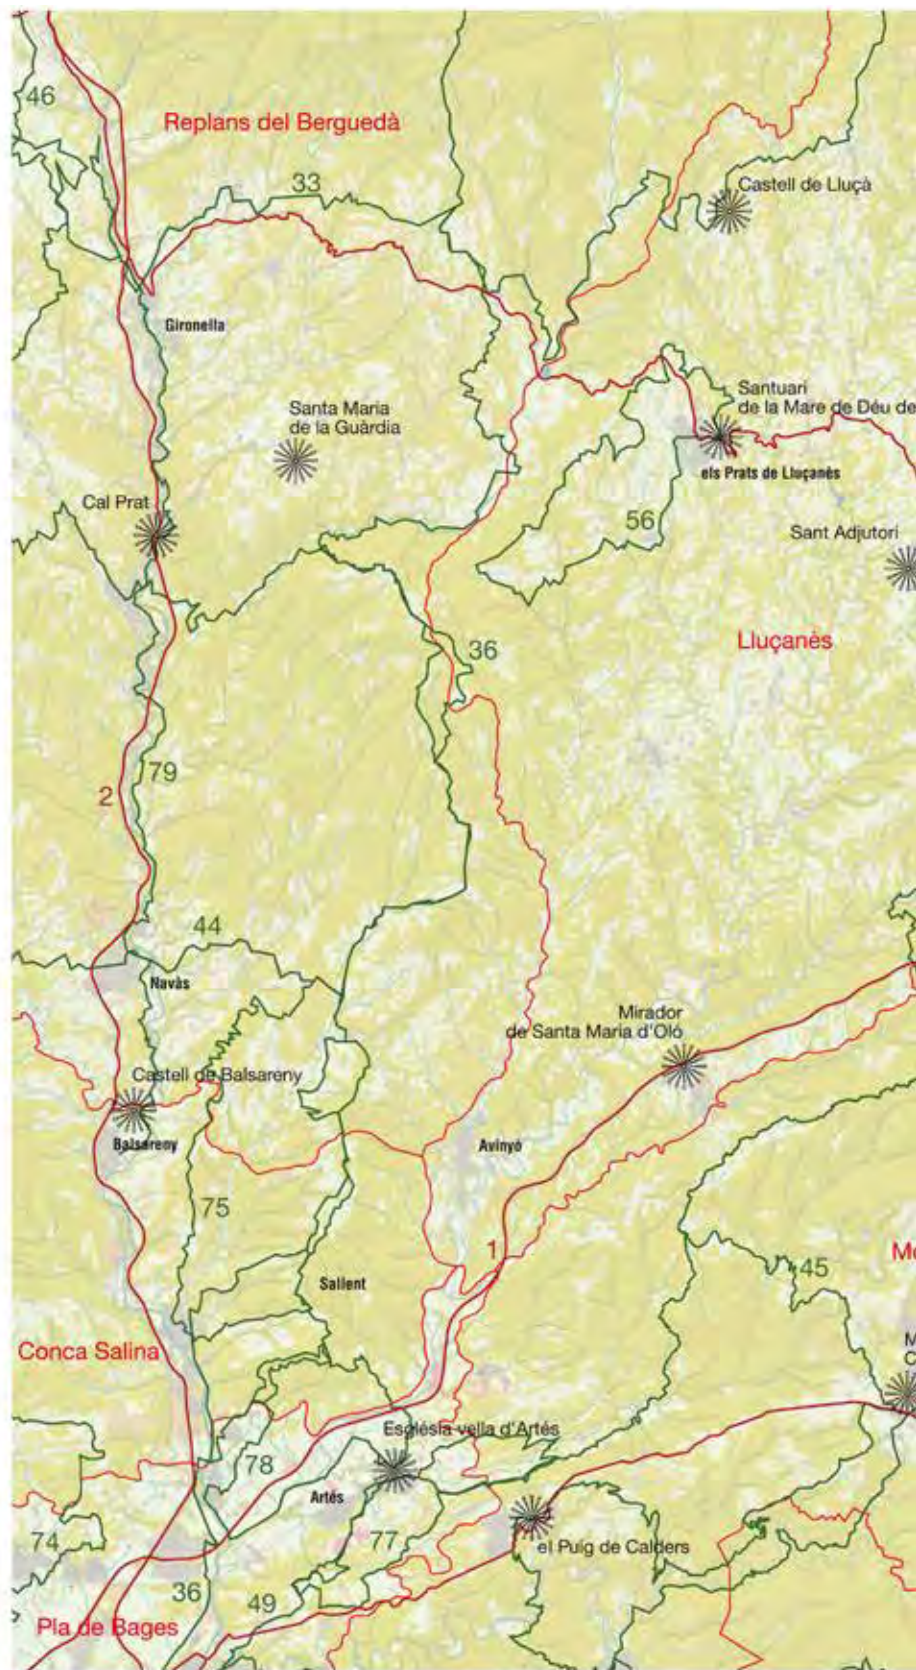 46
Replans del Berguedà
33
Castell de Lluçà
Gironella
Santuari
de la Mare de Déu de
Santa Maria
de la Guàrdia
els Prats de Lluçanès
Cal Prat
56
Sant Adjutori
36
Lluçanès
79
2
44
Navàs
Mirador
de Santa Maria d'Oló
Castell de Balsareny
Balsareny
Avinyó
75
1
Mo
45
Sallent
Conca Salina
M
C
Església vella d'Artés
78
Artés
74
77
el Puig de Calders
36
49
Pla de Bages